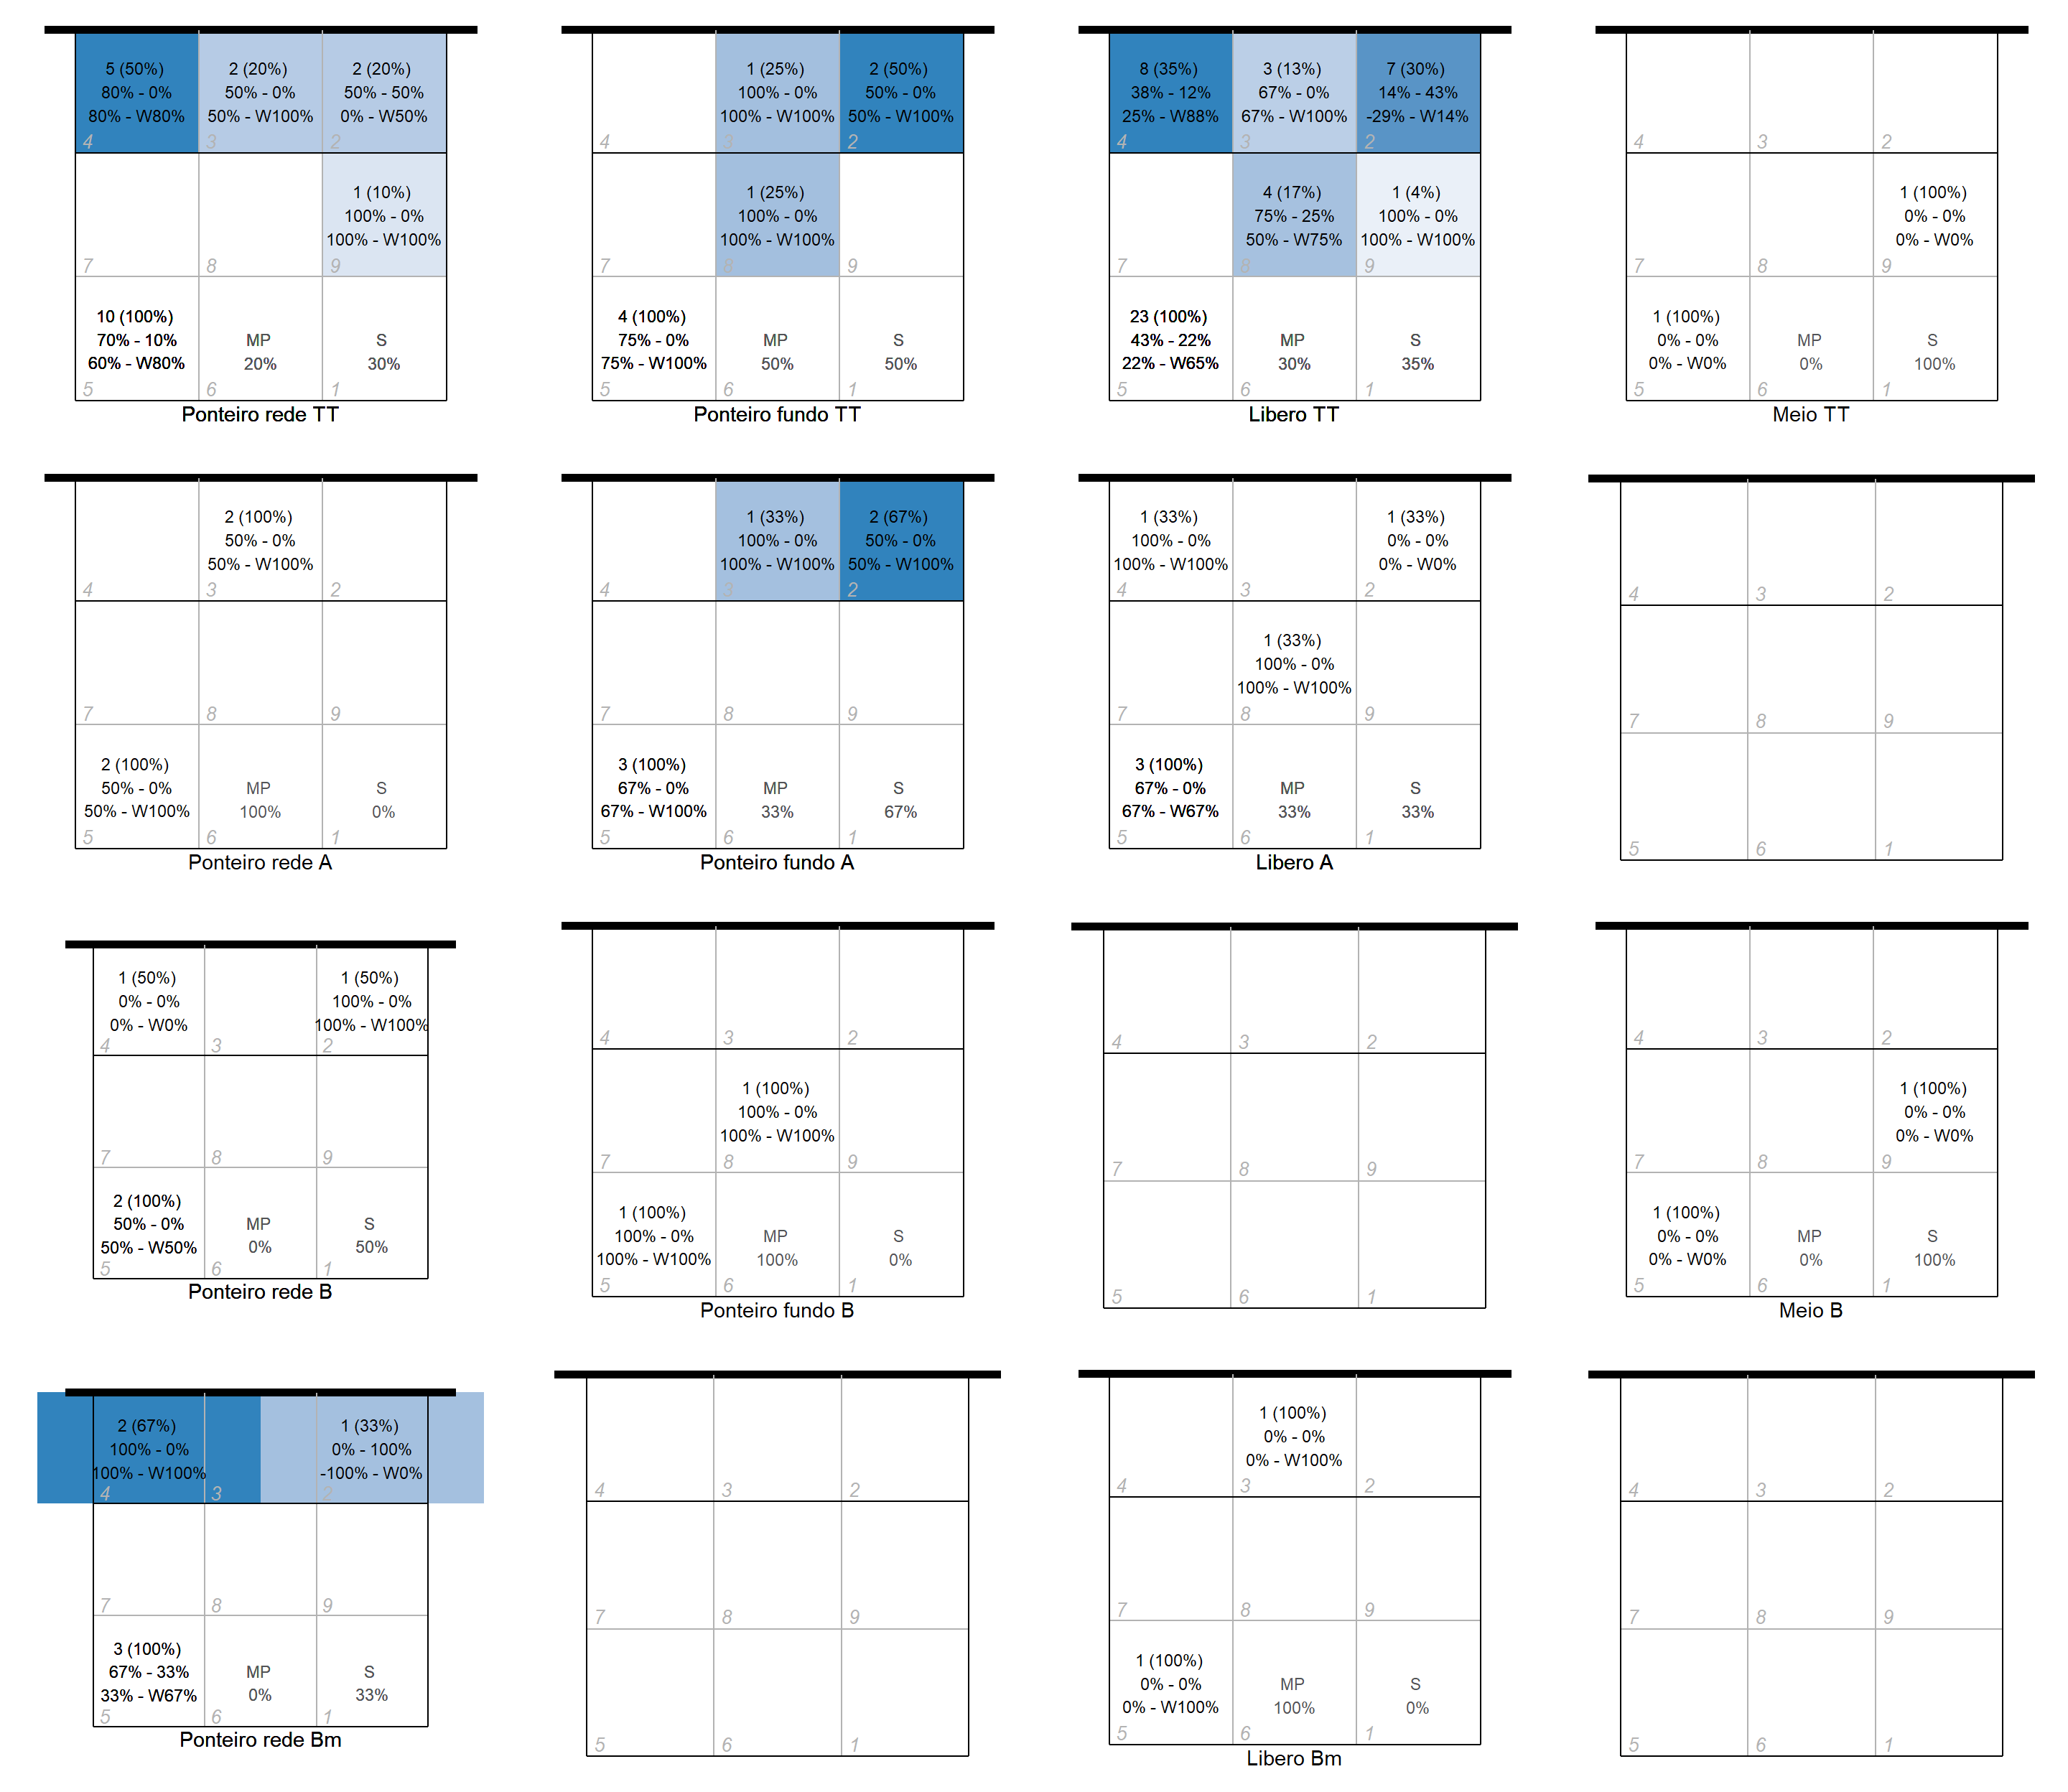 5 (50%)
80% - 0%
80% - W80%
4
2 (20%)
50% - 0%
50% - W100%
3
2 (20%)
50% - 50%
0% - W50%
2
7
8
1 (10%)
100% - 0%
100% - W100%
9
10 (100%)
70% - 10%
60% - W80%
5
MP
20%
6
S
30%
1
Ponteiro rede TT
4
1 (25%)
100% - 0%
100% - W100%
3
2 (50%)
50% - 0%
50% - W100%
2
7
1 (25%)
100% - 0%
100% - W100%
8
9
4 (100%)
75% - 0%
75% - W100%
5
MP
50%
6
S
50%
1
Ponteiro fundo TT
8 (35%)
38% - 12%
25% - W88%
4
3 (13%)
67% - 0%
67% - W100%
3
7 (30%)
14% - 43%
-29% - W14%
2
7
4 (17%)
75% - 25%
50% - W75%
8
1 (4%)
100% - 0%
100% - W100%
9
23 (100%)
43% - 22%
22% - W65%
5
MP
30%
6
S
35%
1
Libero TT
4
3
2
7
8
1 (100%)
0% - 0%
0% - W0%
9
1 (100%)
0% - 0%
0% - W0%
5
MP
0%
6
S
100%
1
Meio TT
4
2 (100%)
50% - 0%
50% - W100%
3
2
7
8
9
2 (100%)
50% - 0%
50% - W100%
5
MP
100%
6
S
0%
1
Ponteiro rede A
4
1 (33%)
100% - 0%
100% - W100%
3
2 (67%)
50% - 0%
50% - W100%
2
7
8
9
3 (100%)
67% - 0%
67% - W100%
5
MP
33%
6
S
67%
1
Ponteiro fundo A
1 (33%)
100% - 0%
100% - W100%
4
3
1 (33%)
0% - 0%
0% - W0%
2
7
1 (33%)
100% - 0%
100% - W100%
8
9
3 (100%)
67% - 0%
67% - W67%
5
MP
33%
6
S
33%
1
Libero A
4
3
2
7
8
9
5
6
1
1 (50%)
0% - 0%
0% - W0%
4
3
1 (50%)
100% - 0%
100% - W100%
2
7
8
9
2 (100%)
50% - 0%
50% - W50%
5
MP
0%
6
S
50%
1
Ponteiro rede B
4
3
2
7
1 (100%)
100% - 0%
100% - W100%
8
9
1 (100%)
100% - 0%
100% - W100%
5
MP
100%
6
S
0%
1
Ponteiro fundo B
4
3
2
7
8
9
5
6
1
4
3
2
7
8
1 (100%)
0% - 0%
0% - W0%
9
1 (100%)
0% - 0%
0% - W0%
5
MP
0%
6
S
100%
1
Meio B
2 (67%)
100% - 0%
100% - W100%
4
3
1 (33%)
0% - 100%
-100% - W0%
2
7
8
9
3 (100%)
67% - 33%
33% - W67%
5
MP
0%
6
S
33%
1
Ponteiro rede Bm
4
3
2
7
8
9
5
6
1
4
1 (100%)
0% - 0%
0% - W100%
3
2
7
8
9
1 (100%)
0% - 0%
0% - W100%
5
MP
100%
6
S
0%
1
Libero Bm
4
3
2
7
8
9
5
6
1